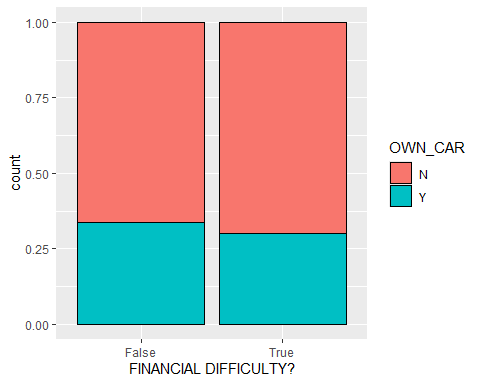 1.00
0.75
0.50
0.25
0.00
count
False True
FINANCIAL DIFFICULTY?
OWN_CAR
N
Y